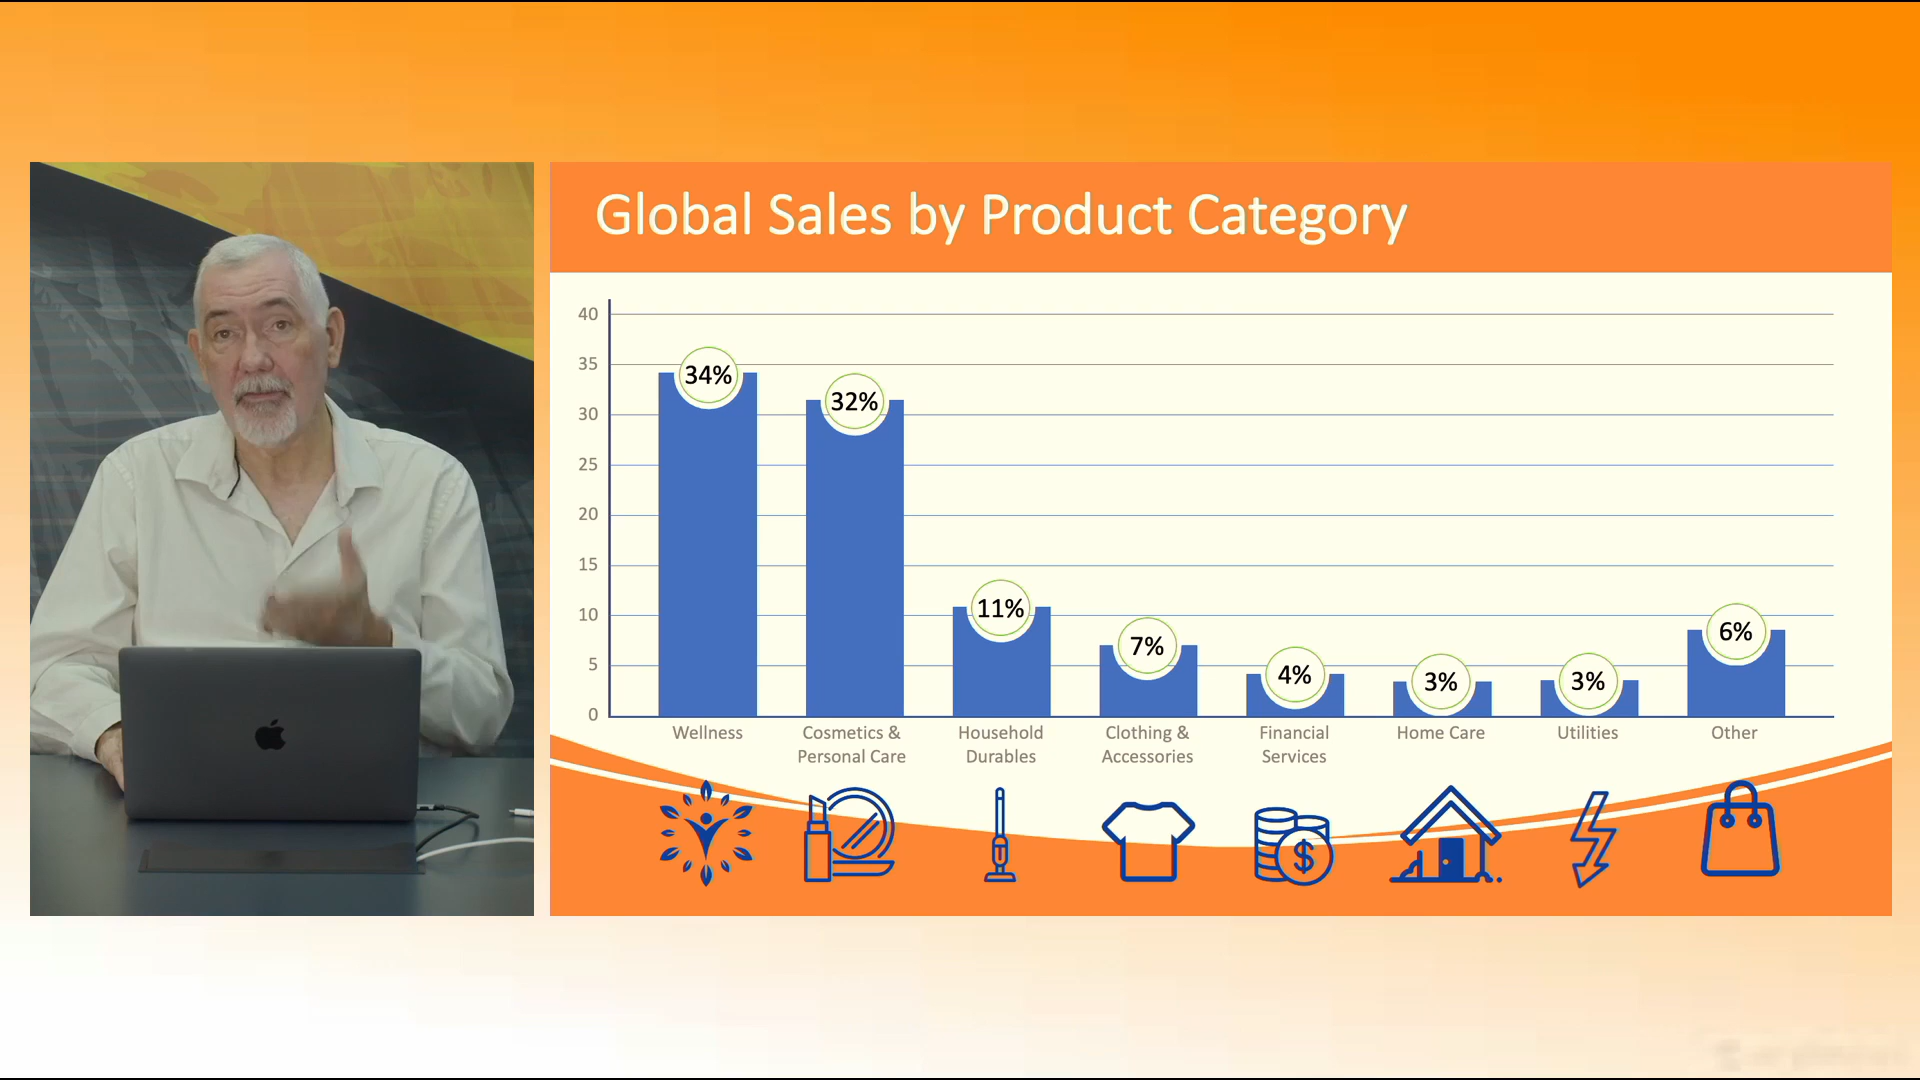 Global Sales by Product Category
40
35
30
25
20
15
10
5
0
34%
32%
11%
7%
4%
3%
3%
6%
Wellness
Cosmetics &
Personal Care
Household
Durables
Clothing &
Accessories
Financial
Services
Home Care
Utilities
Other
$